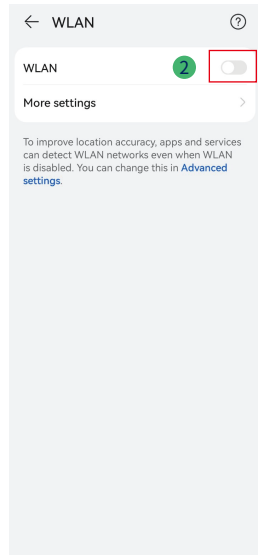 WLAN
WLAN 2
More settings
To improve location accuracy, apps and services
can detect WLAN networks even when WLAN
is disabled. You can change this in Advanced
settings.